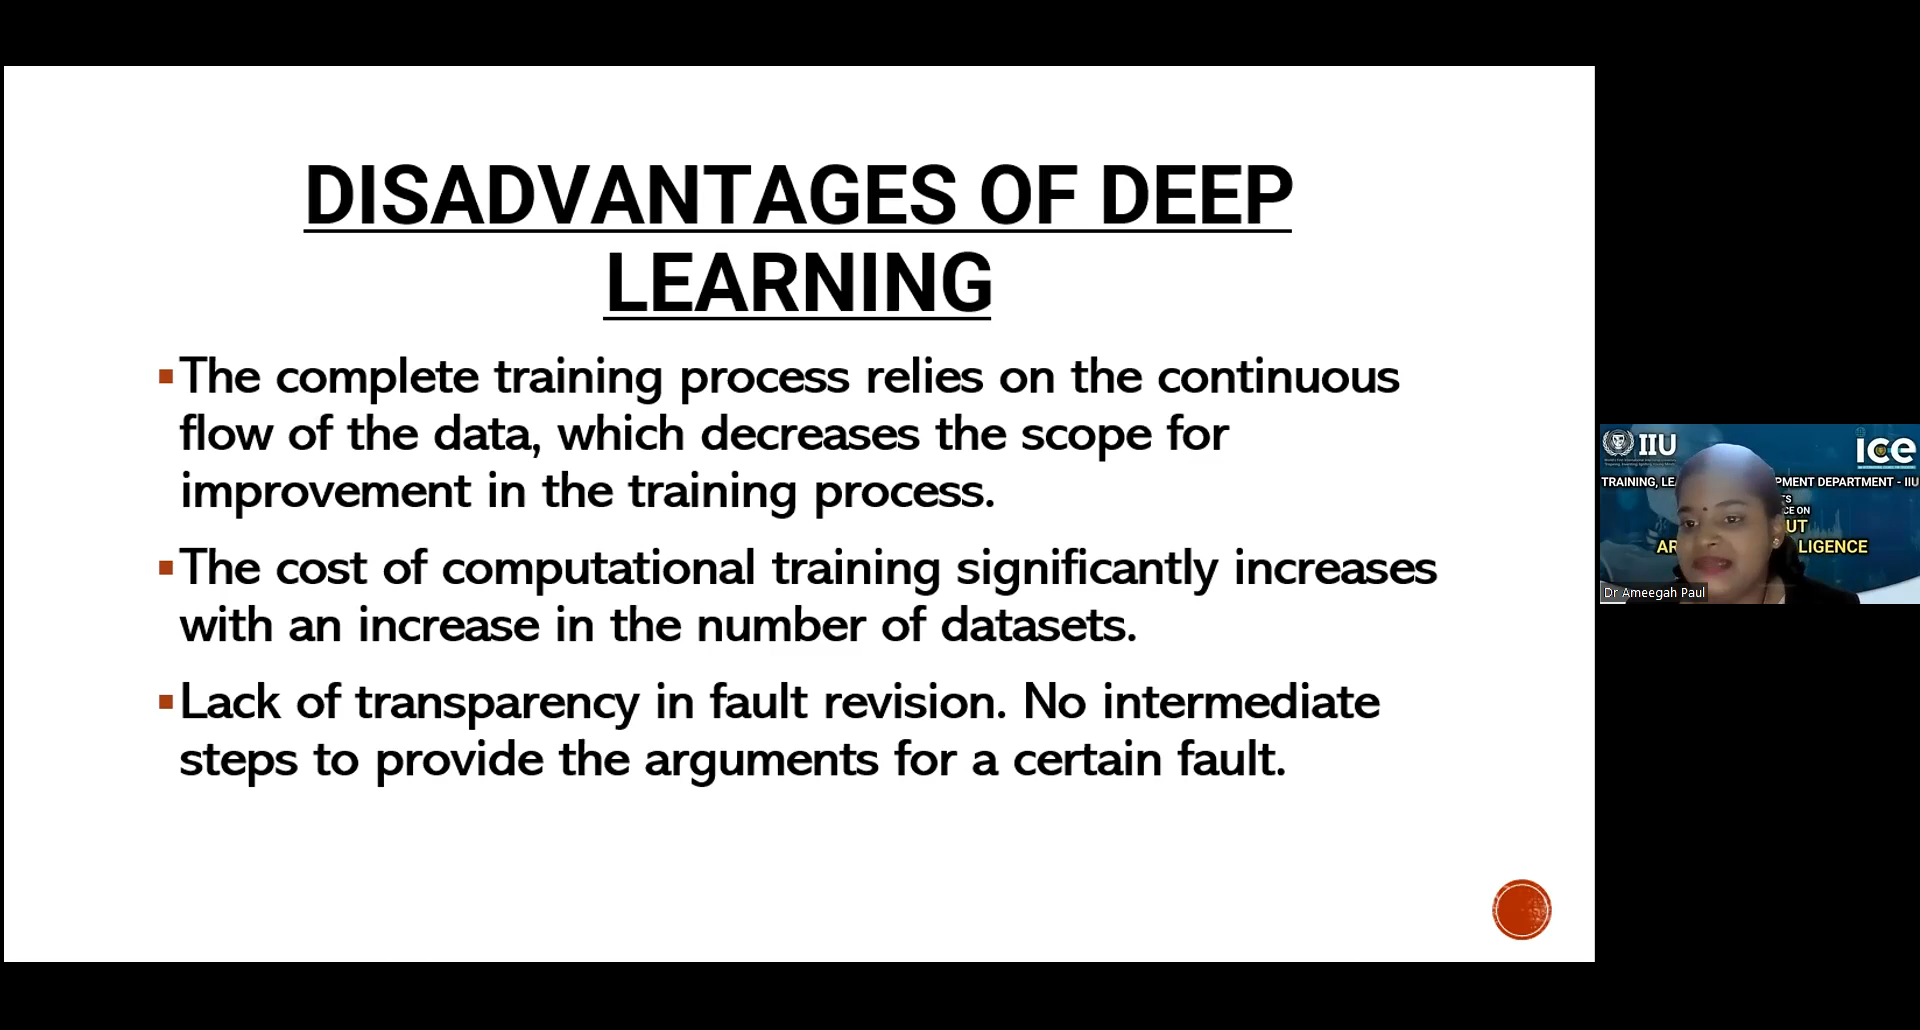 DISADVANTAGES OF DEEP
LEARNING
The complete training process relies on the continuous
flow of the data, which decreases the scope for
improvement in the training process.
The cost of computational training significantly increases
with an increase in the number of datasets.
Lack of transparency in fault revision. No intermediate
steps to provide the arguments for a certain fault.
IIU
ice
TRAINING, LE PMENT DEPARTMENT - IIU
TS
CE ON
UT
AR LIGENCE
Dr Ameegah Paul